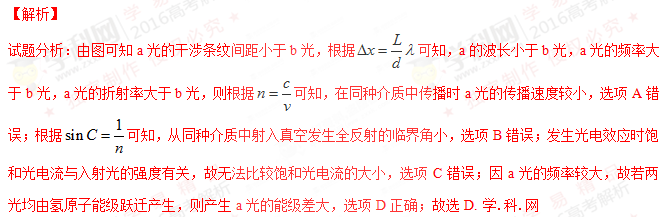 【解析】
试题分析：由图可知 a 光的干涉条纹间距小于 b 光，根据 Δx = L/d λ 可知，a 的波长小于 b 光，a 光的频率大
于 b 光，a 光的折射率大于 b 光，则根据 n = c/v 可知，在同种介质中传播时 a 光的传播速度较小，选项 A 错
误；根据 sin C = 1/n 可知，从同种介质中射入真空发生全反射的临界角小，选项 B 错误；发生光电效应时饱
和光电流与入射光的强度有关，故无法比较饱和光电流的大小，选项 C 错误；因 a 光的频率较大，故若两
光均由氢原子能级跃迁产生，则产生 a 光的能级差大，选项 D 正确；故选 D. 学.科.网